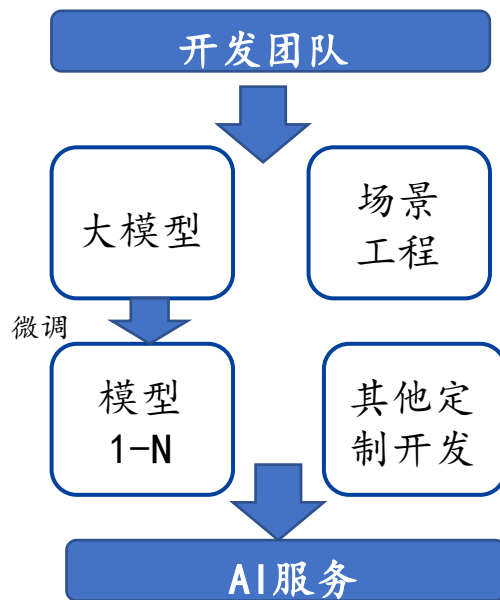 开发团队
大模型
场景
工程
微调
模型
1-N
其他定
制开发
AI服务